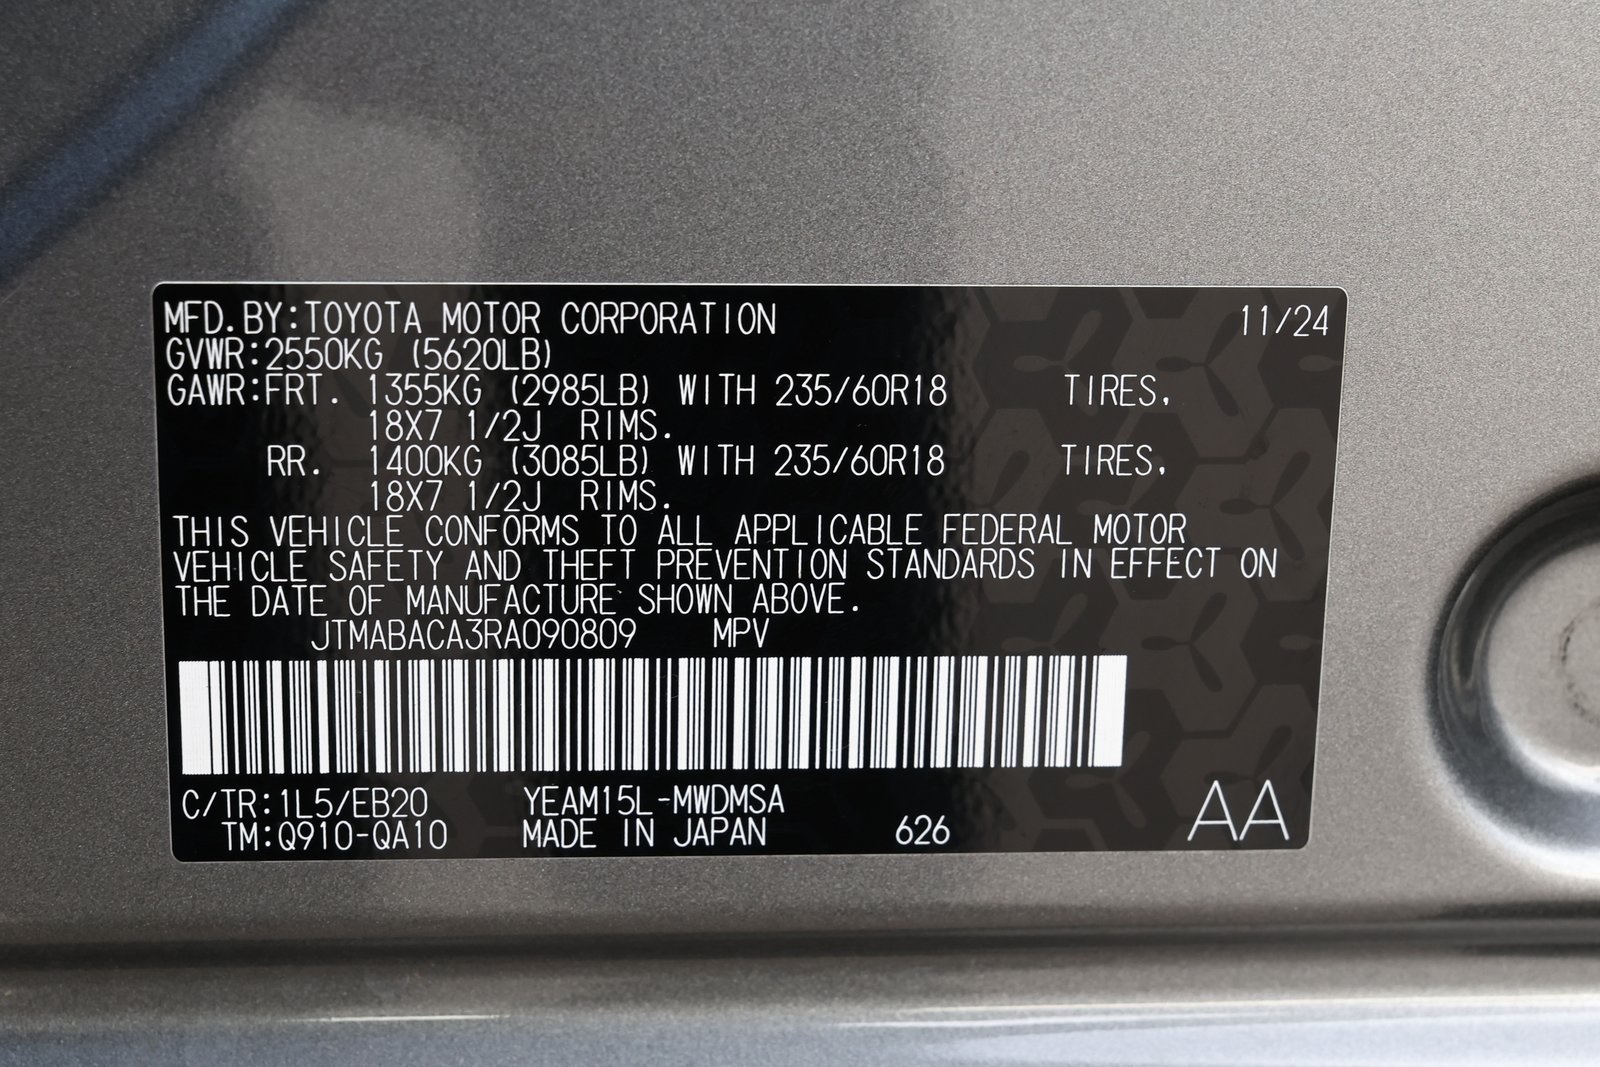 MFD.BY:TOYOTA MOTOR CORPORATION 11/24
GVWR:2550KG (5620LB)
GAWR:FRT. 1355KG (2985LB) WITH 235/60R18 TIRES,
18X7 1/2J RIMS.
RR. 1400KG (3085LB) WITH 235/60R18 TIRES,
18X7 1/2J RIMS.
THIS VEHICLE CONFORMS TO ALL APPLICABLE FEDERAL MOTOR
VEHICLE SAFETY AND THEFT PREVENTION STANDARDS IN EFFECT ON
THE DATE OF MANUFACTURE SHOWN ABOVE.
JTMABACA3RA090809 MPV
C/TR:1L5/EB20 YEAM15L-MWDMSA
TM:Q910-QA10 MADE IN JAPAN 626 AA